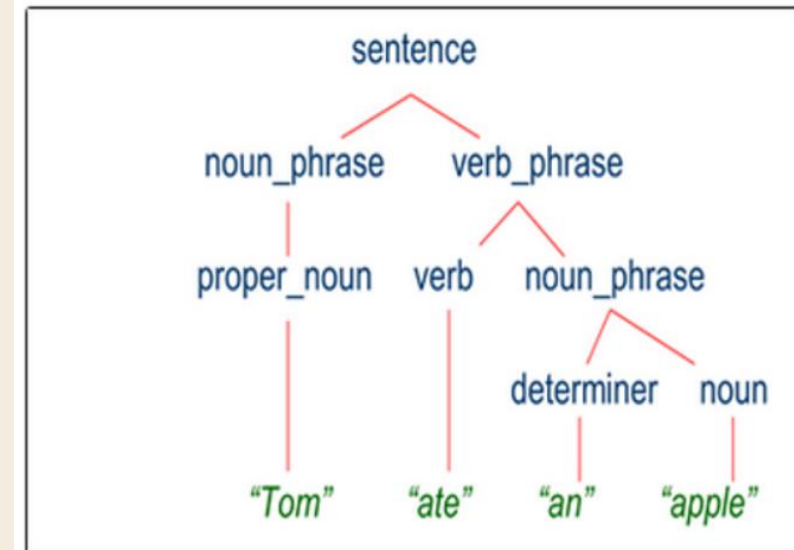 sentence
noun_phrase verb_phrase
proper_noun verb noun_phrase
determiner noun
“Tom” “ate” “an” “apple”